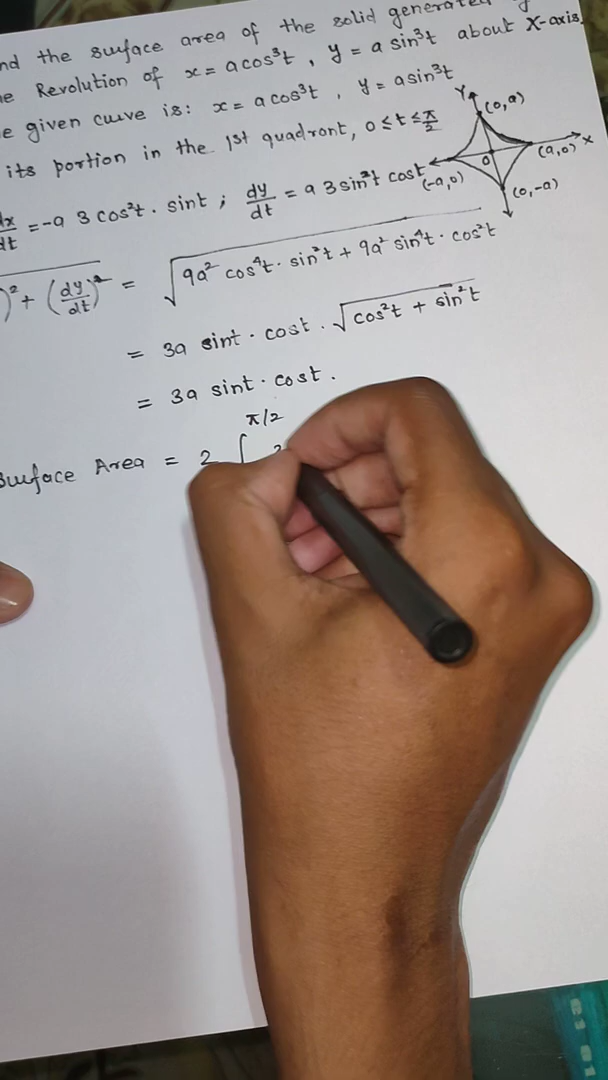 the surface area of the solid generated
Revolution of x = a cos³t , y = a sin³t about X-axis.
given curve is: x = a cos³t , y = a sin³t
its portion in the 1st quadront, 0 ≤ t ≤ π/2
Y
(0, a)
X
(a, 0)
0
(-a, 0)
(0, -a)
dx/dt = -a 3 cos²t · sint ; dy/dt = a 3 sin²t cost
)² + (dy/dt)² = √(9a² cos⁴t · sin²t + 9a² sin⁴t · cos²t)
= 3a sint · cost · √(cos²t + sin²t)
= 3a sint · cost .
π/2
Surface Area = 2 ∫